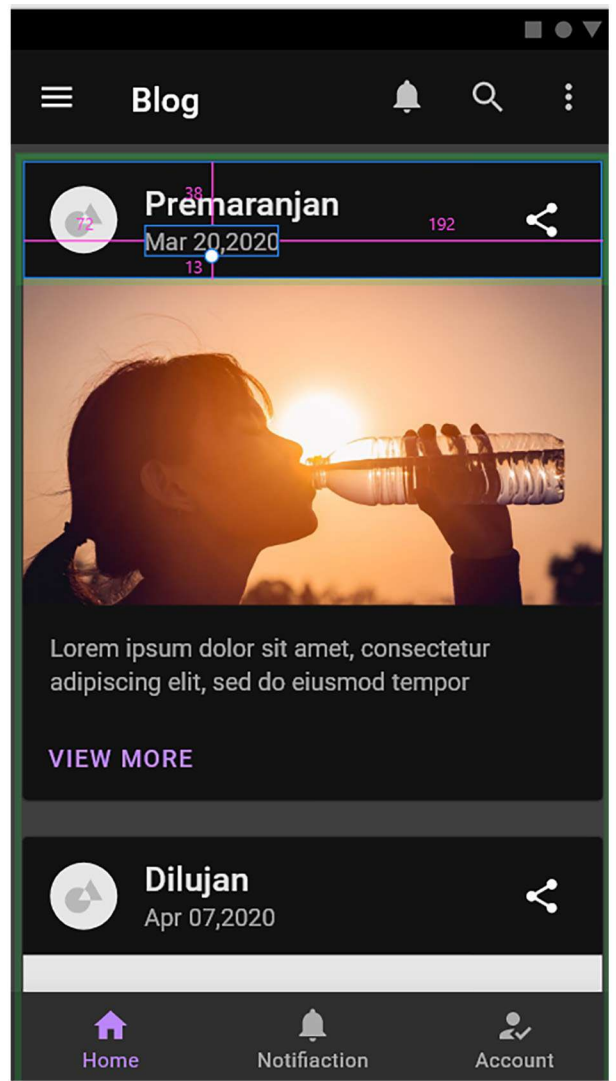 Blog
38
Premaranjan
72
192
Mar 20,2020
13
Lorem ipsum dolor sit amet, consectetur
adipiscing elit, sed do eiusmod tempor
VIEW MORE
Dilujan
Apr 07,2020
Home
Notifiaction
Account